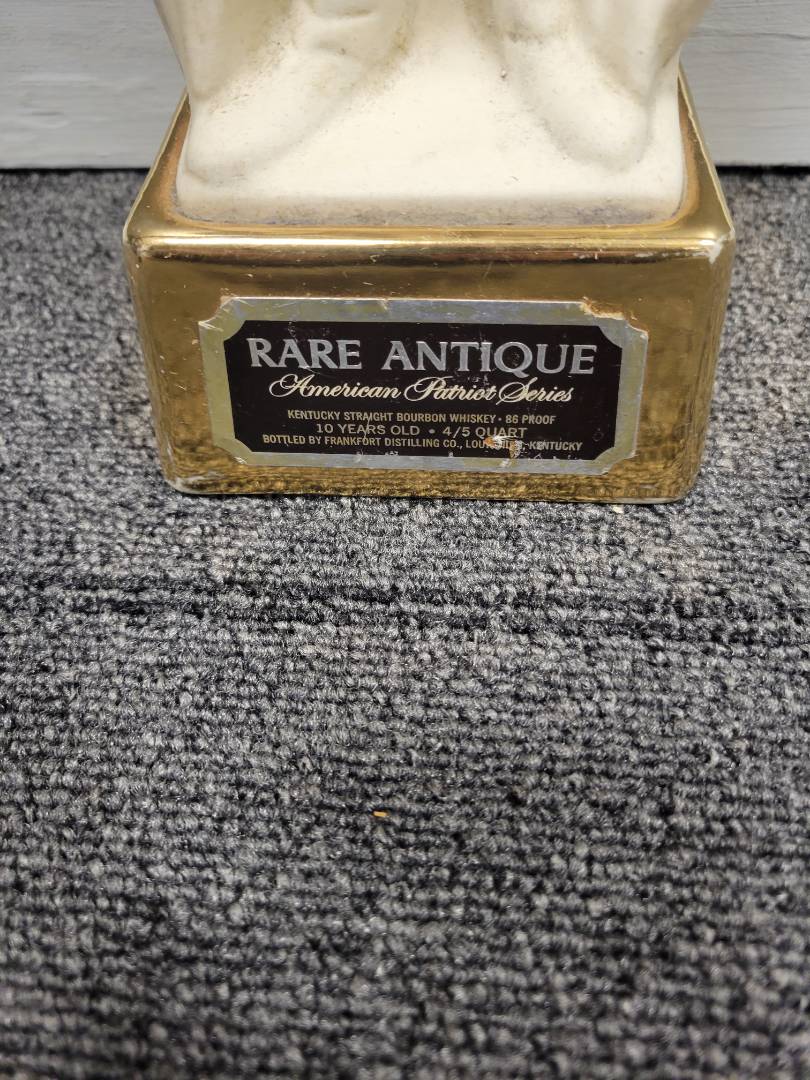 RARE ANTIQUE
American Patriot Series
KENTUCKY STRAIGHT BOURBON WHISKEY • 86 PROOF
10 YEARS OLD • 4/5 QUART
BOTTLED BY FRANKFORT DISTILLING CO., KENTUCKY